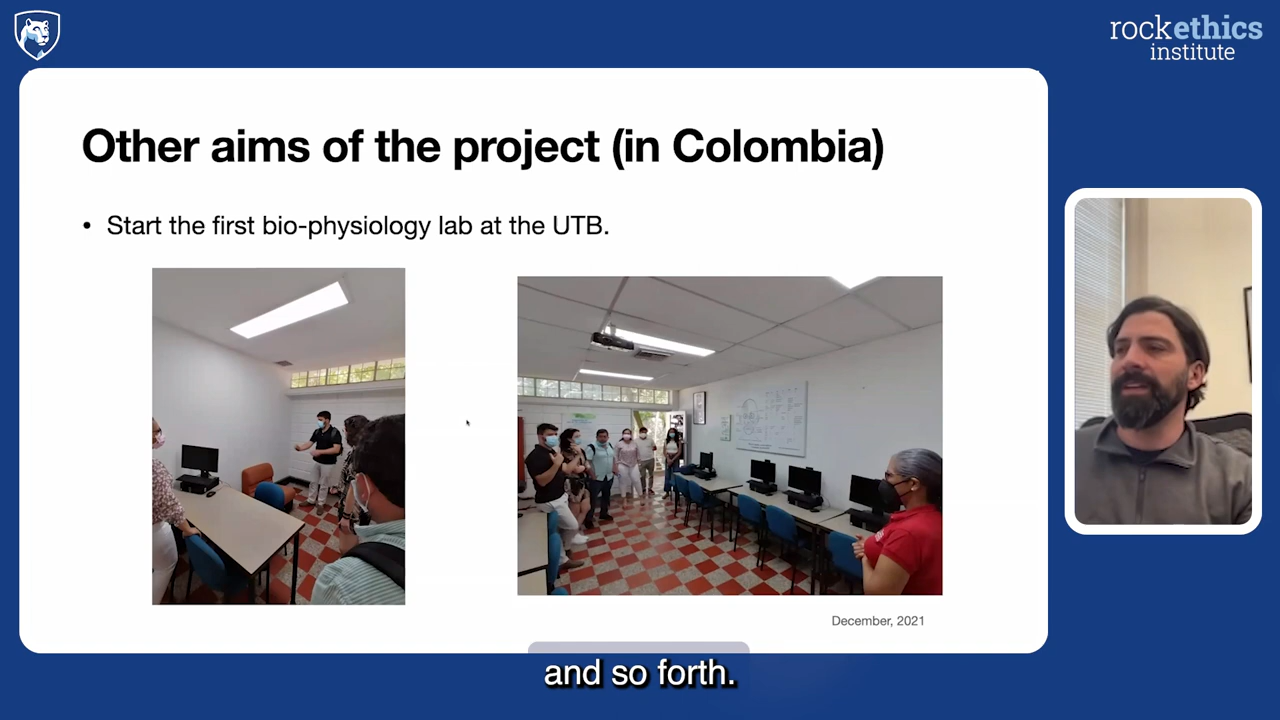 rockethics
institute
Other aims of the project (in Colombia)
• Start the first bio-physiology lab at the UTB.
December, 2021
and so forth.